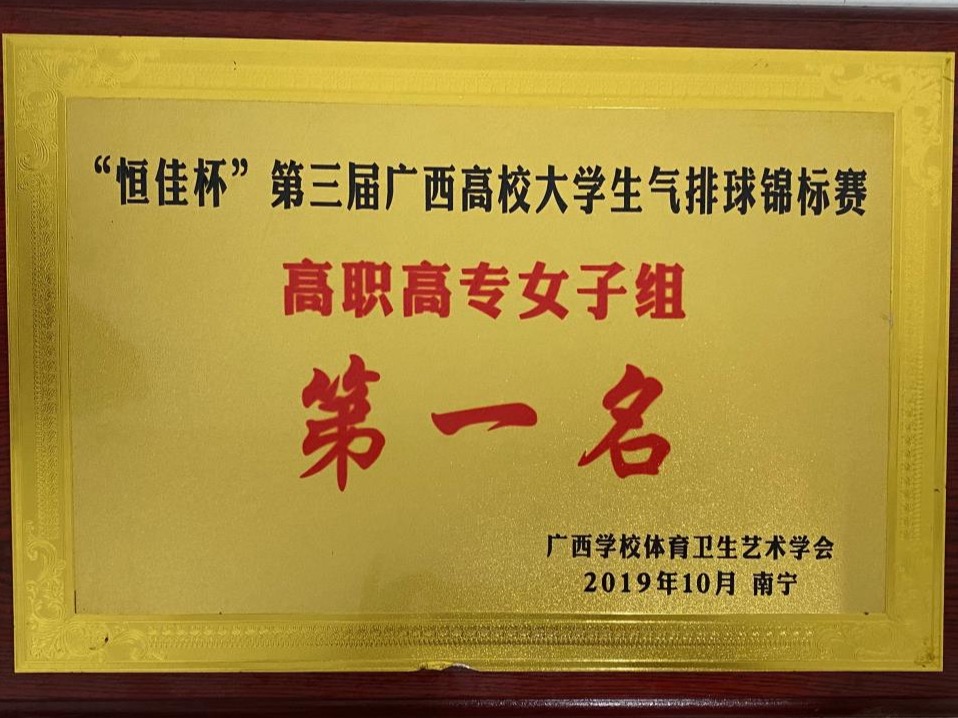 “恒佳杯”第三届广西高校大学生气排球锦标赛
高职高专女子组
第一名
广西学校体育卫生艺术学会
2019年10月 南宁